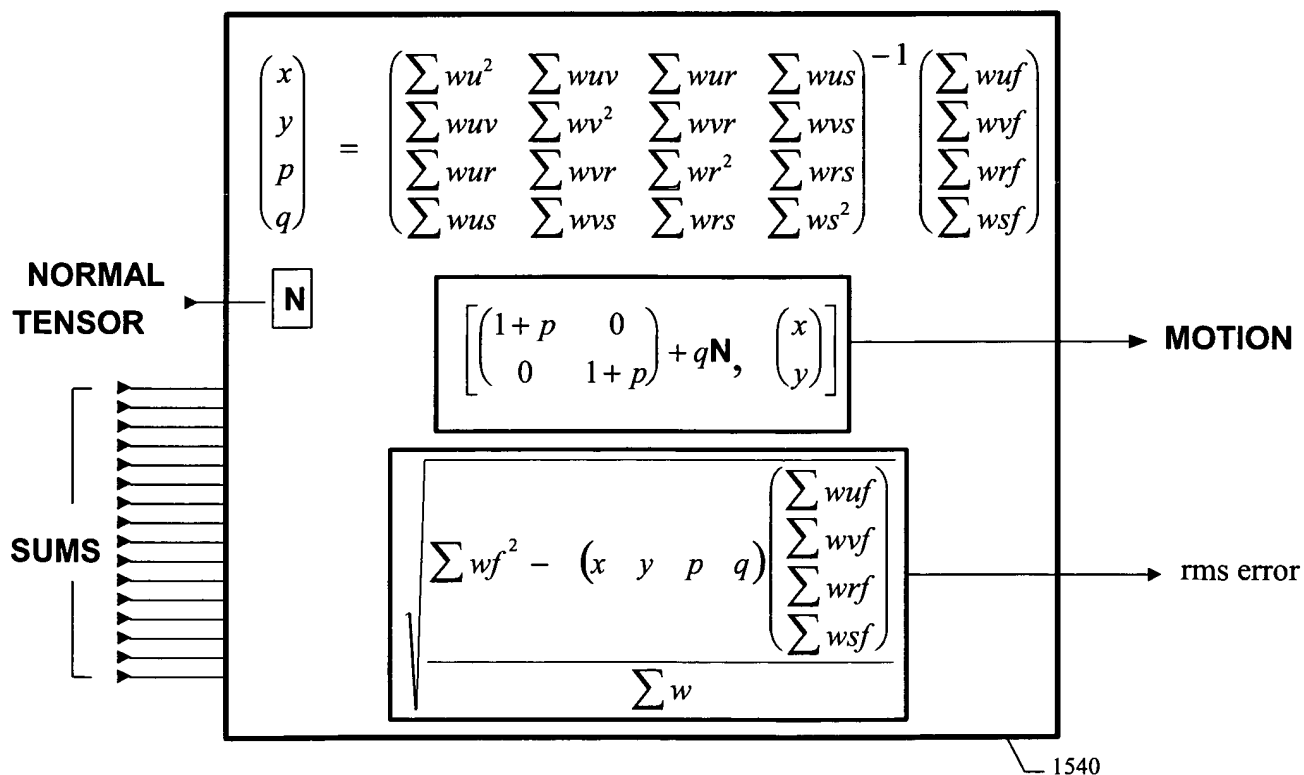 (x y p q) = (∑wu² ∑wuv ∑wur ∑wus
∑wuv ∑wv² ∑wvr ∑wvs
∑wur ∑wvr ∑wr² ∑wrs
∑wus ∑wvs ∑wrs ∑ws²)⁻¹ (∑wuf ∑wvf ∑wrf ∑wsf)
NORMAL
TENSOR
N
[(1 + p 0
0 1 + p) + qN, (x y)]
MOTION
SUMS
√ ∑wf² − (x y p q) (∑wuf ∑wvf ∑wrf ∑wsf)
∑w
rms error
1540